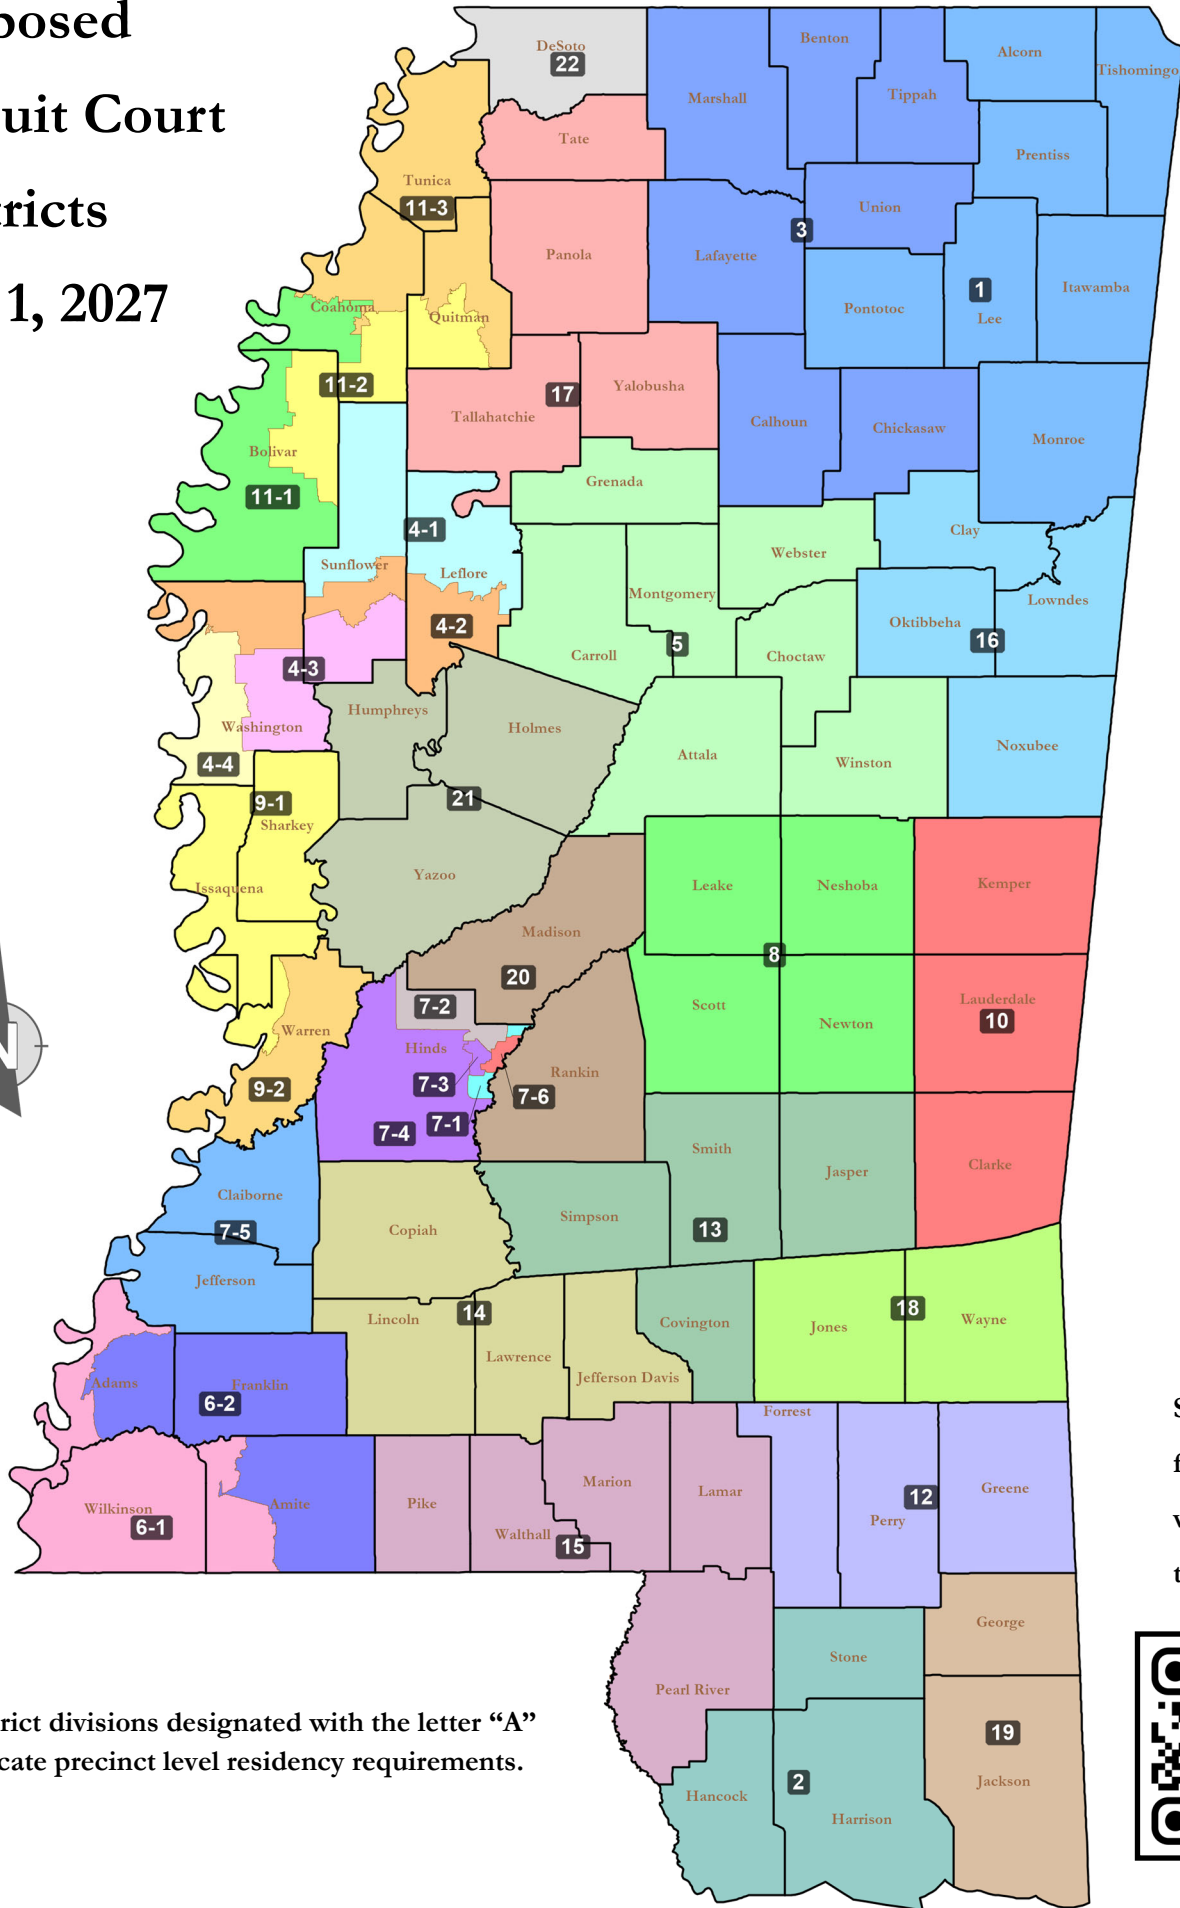 posed
uit Court
tricts
1, 2027
DeSoto
22
Benton
Alcorn
Tishomingo
Marshall
Tippah
Tate
Prentiss
Tunica
11-3
Union
3
Panola
Lafayette
Itawamba
1
Lee
Pontotoc
Coahoma
Quitman
11-2
17
Yalobusha
Tallahatchie
Calhoun
Chickasaw
Monroe
Bolivar
11-1
Grenada
4-1
Clay
Webster
Sunflower
Leflore
Montgomery
Lowndes
4-2
Oktibbeha
16
5
Carroll
Choctaw
4-3
Humphreys
Washington
Holmes
Attala
Noxubee
Winston
4-4
9-1
21
Sharkey
Issaquena
Yazoo
Leake
Neshoba
Kemper
Madison
8
20
7-2
Scott
Lauderdale
10
Newton
Warren
Hinds
9-2
7-3
Rankin
7-6
7-1
7-4
Smith
Jasper
Clarke
Claiborne
7-5
Copiah
Simpson
13
Jefferson
Lincoln
14
Lawrence
Covington
Jones
18
Wayne
Jefferson Davis
Adams
Franklin
6-2
Forrest
Wilkinson
6-1
Amite
Pike
Walthall
15
Marion
Lamar
12
Perry
Greene
George
Stone
Pearl River
19
Jackson
Hancock
2
Harrison
rict divisions designated with the letter “A”
cate precinct level residency requirements.
S
f
t
N